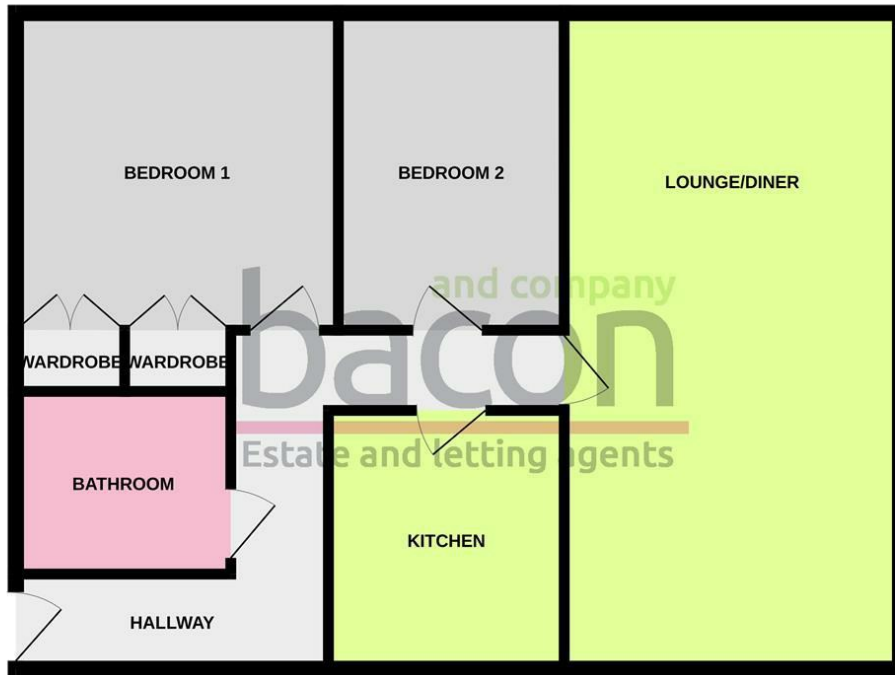 BEDROOM 1
BEDROOM 2
LOUNGE/DINER
and company
bacon
WARDROBE
WARDROBE
Estate and letting agents
BATHROOM
KITCHEN
HALLWAY